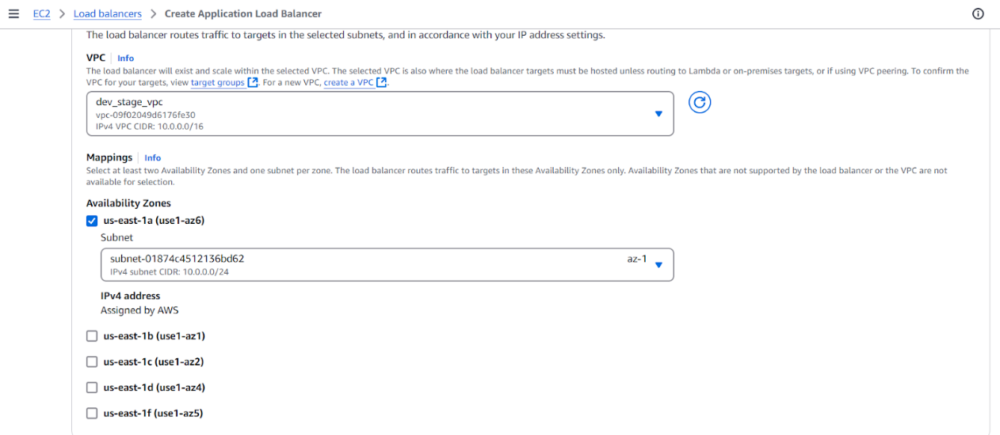 EC2 > Load balancers > Create Application Load Balancer
The load balancer routes traffic to targets in the selected subnets, and in accordance with your IP address settings.
VPC | Info
The load balancer will exist and scale within the selected VPC. The selected VPC is also where the load balancer targets must be hosted unless routing to Lambda or on-premises targets, or if using VPC peering. To confirm the
VPC for your targets, view target groups. For a new VPC, create a VPC.
dev_stage_vpc
vpc-09f02049d6176fe30
IPv4 VPC CIDR: 10.0.0.0/16
Mappings | Info
Select at least two Availability Zones and one subnet per zone. The load balancer routes traffic to targets in these Availability Zones only. Availability Zones that are not supported by the load balancer or the VPC are not
available for selection.
Availability Zones
us-east-1a (use1-az6)
Subnet
subnet-01874c4512136bd62 az-1
IPv4 subnet CIDR: 10.0.0.0/24
IPv4 address
Assigned by AWS
us-east-1b (use1-az1)
us-east-1c (use1-az2)
us-east-1d (use1-az4)
us-east-1f (use1-az5)